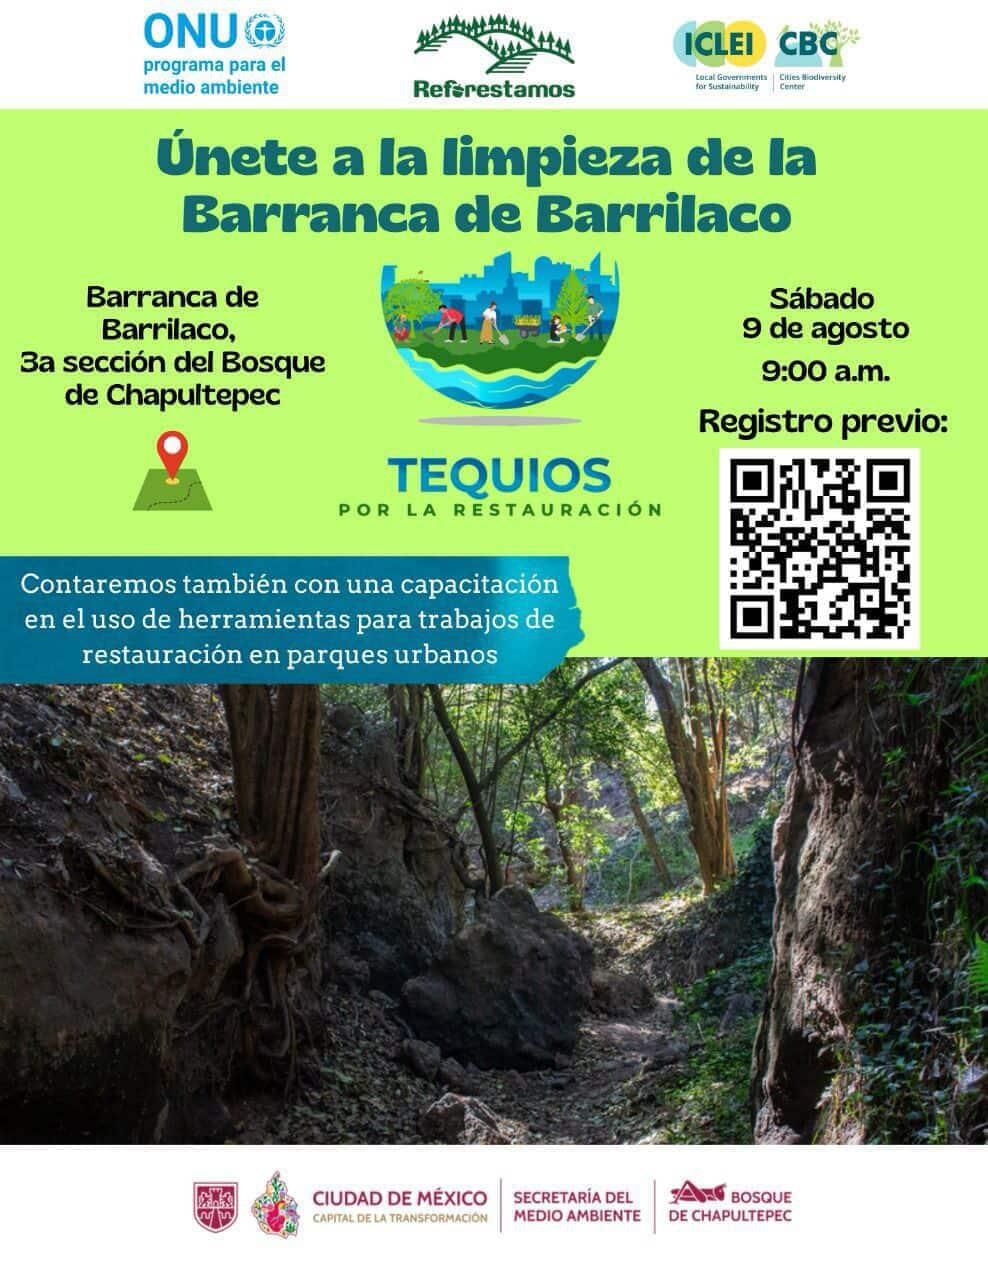 ONU
programa para el
medio ambiente
Reforestamos
ICLEI
Local Governments
for Sustainability
CBC
Cities Biodiversity
Center
Únete a la limpieza de la
Barranca de Barrilaco
Barranca de
Barrilaco,
3a sección del Bosque
de Chapultepec
Sábado
9 de agosto
9:00 a.m.
Registro previo:
TEQUIOS
POR LA RESTAURACIÓN
Contaremos también con una capacitación
en el uso de herramientas para trabajos de
restauración en parques urbanos
CIUDAD DE MÉXICO
CAPITAL DE LA TRANSFORMACIÓN
SECRETARÍA DEL
MEDIO AMBIENTE
BOSQUE
DE CHAPULTEPEC